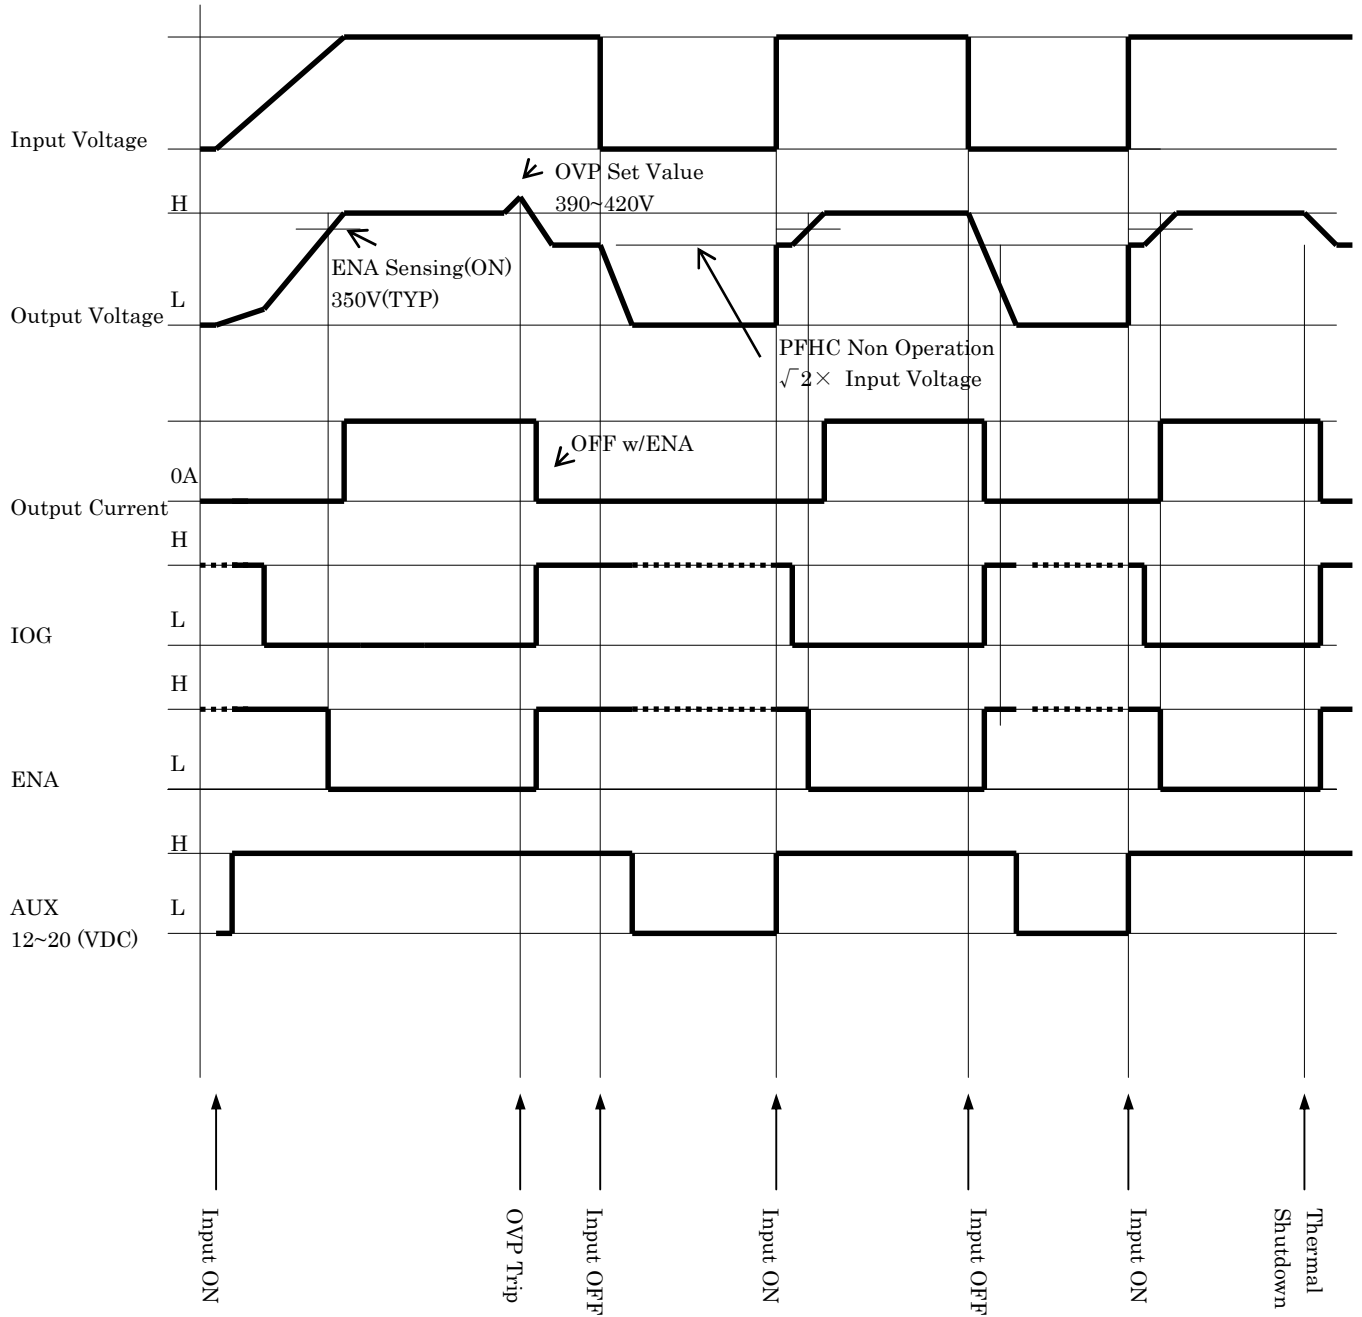 Input Voltage
OVP Set Value
390~420V
H
ENA Sensing(ON)
350V(TYP)
L
Output Voltage
PFHC Non Operation
√2× Input Voltage
OFF w/ENA
0A
Output Current
H
L
IOG
H
L
ENA
H
L
AUX
12~20 (VDC)
Input ON
OVP Trip
Input OFF
Input ON
Input OFF
Input ON
Thermal
Shutdown